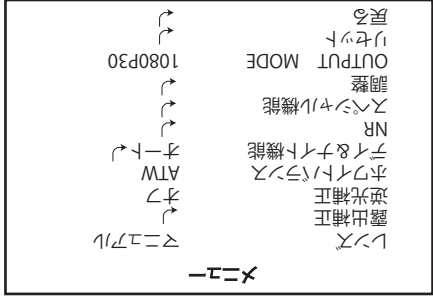 メニュー
レンズ マニュアル
露出補正 ⤶
逆光補正 オフ
ホワイトバランス ATW
デイ&ナイト機能 オート⤶
NR ⤶
スペシャル機能 ⤶
調整 ⤶
OUTPUT MODE 1080P30
リセット ⤶
戻る ⤶